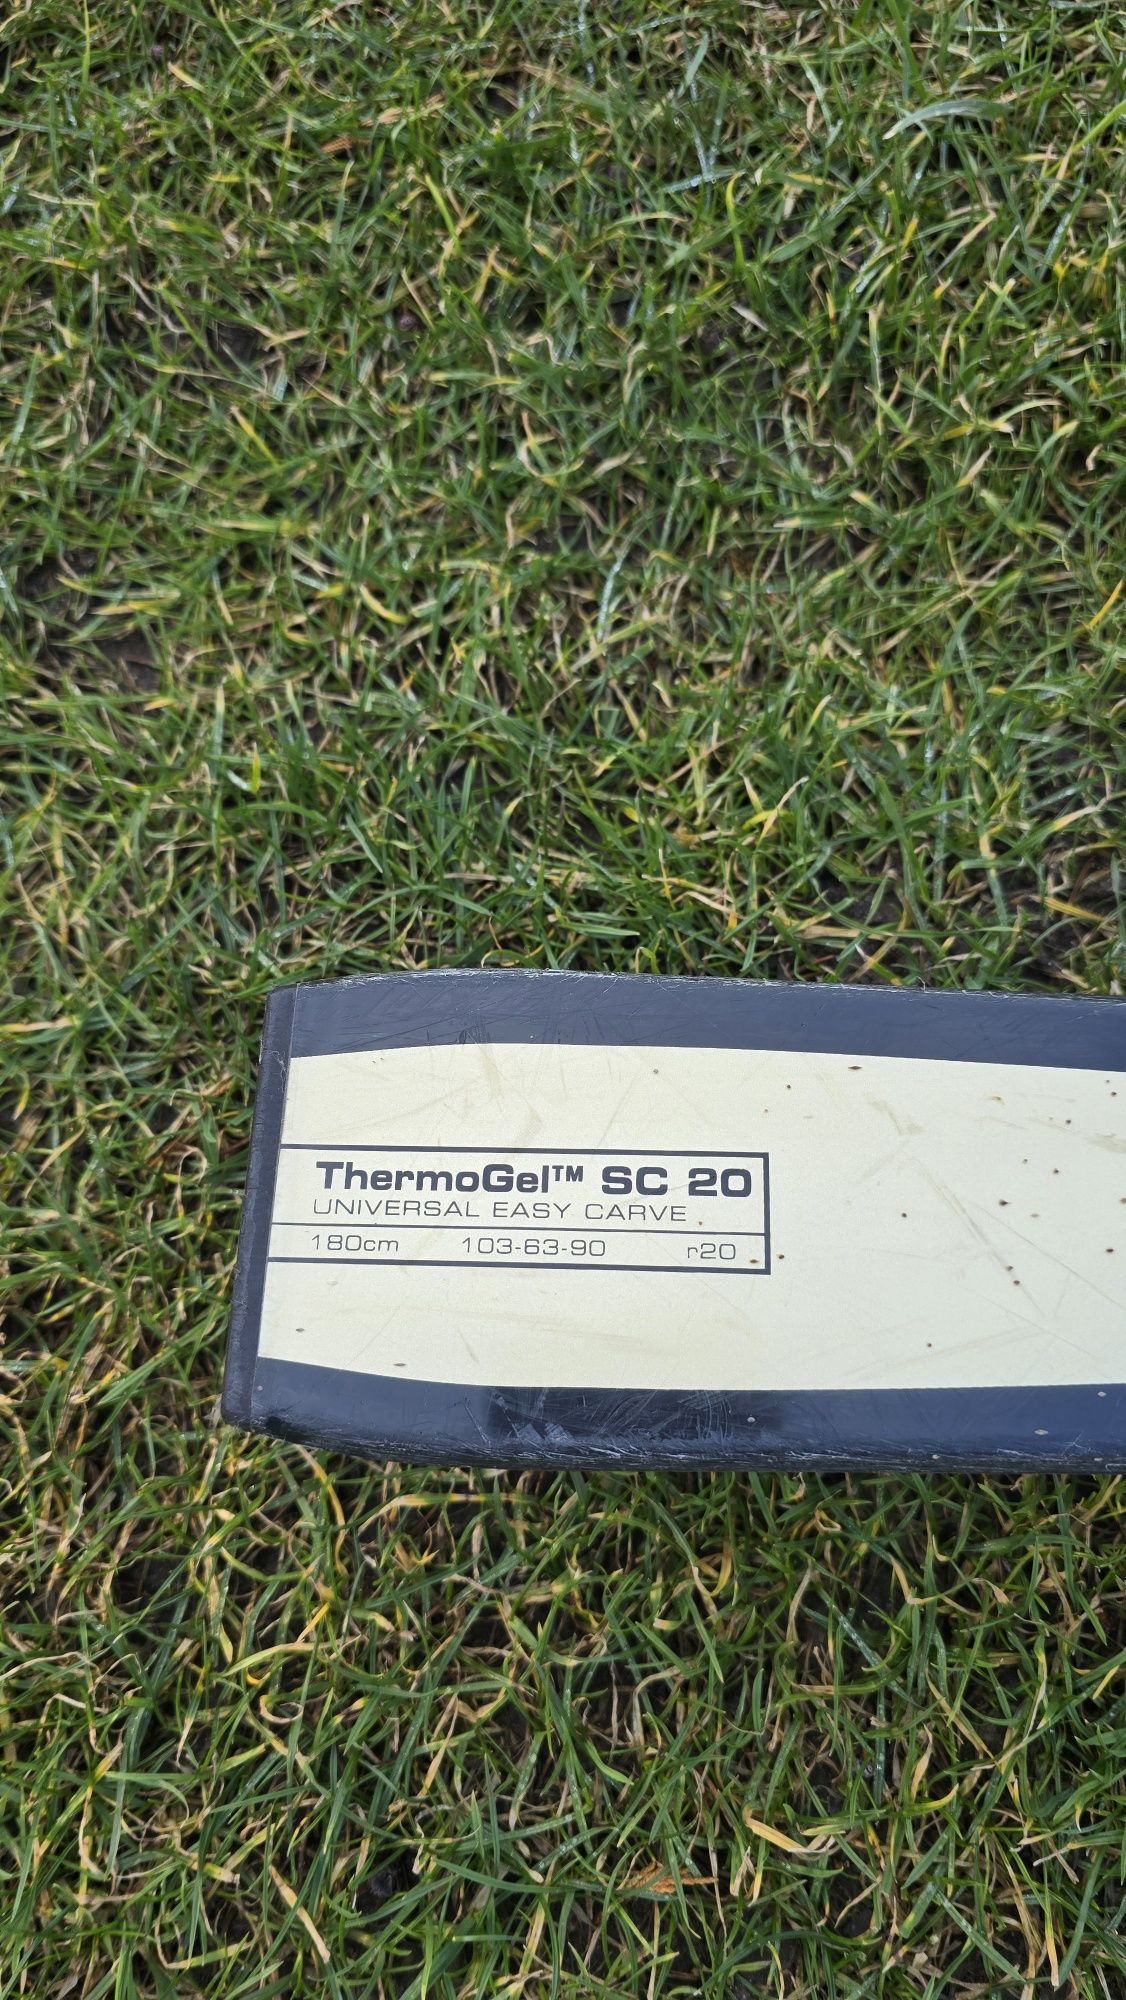 ThermoGel™ SC 20
UNIVERSAL EASY CARVE
180cm 103-63-90 r20